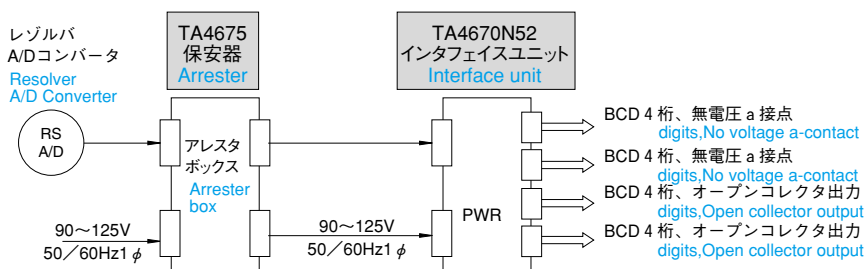 レゾルバ
A/Dコンバータ
Resolver
A/D Converter
RS
A/D
TA4675
保安器
Arrester
アレスタ
ボックス
Arrester
box
90～125V
50／60Hz1φ
90～125V
50／60Hz1φ
TA4670N52
インタフェイスユニット
Interface unit
PWR
BCD 4 桁、無電圧 a 接点
digits,No voltage a-contact
BCD 4 桁、無電圧 a 接点
digits,No voltage a-contact
BCD 4 桁、オープンコレクタ出力
digits,Open collector output
BCD 4 桁、オープンコレクタ出力
digits,Open collector output